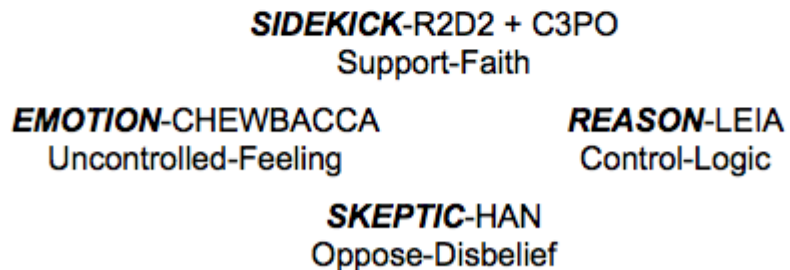 SIDEKICK-R2D2 + C3PO
Support-Faith
EMOTION-CHEWBACCA REASON-LEIA
Uncontrolled-Feeling Control-Logic
SKEPTIC-HAN
Oppose-Disbelief